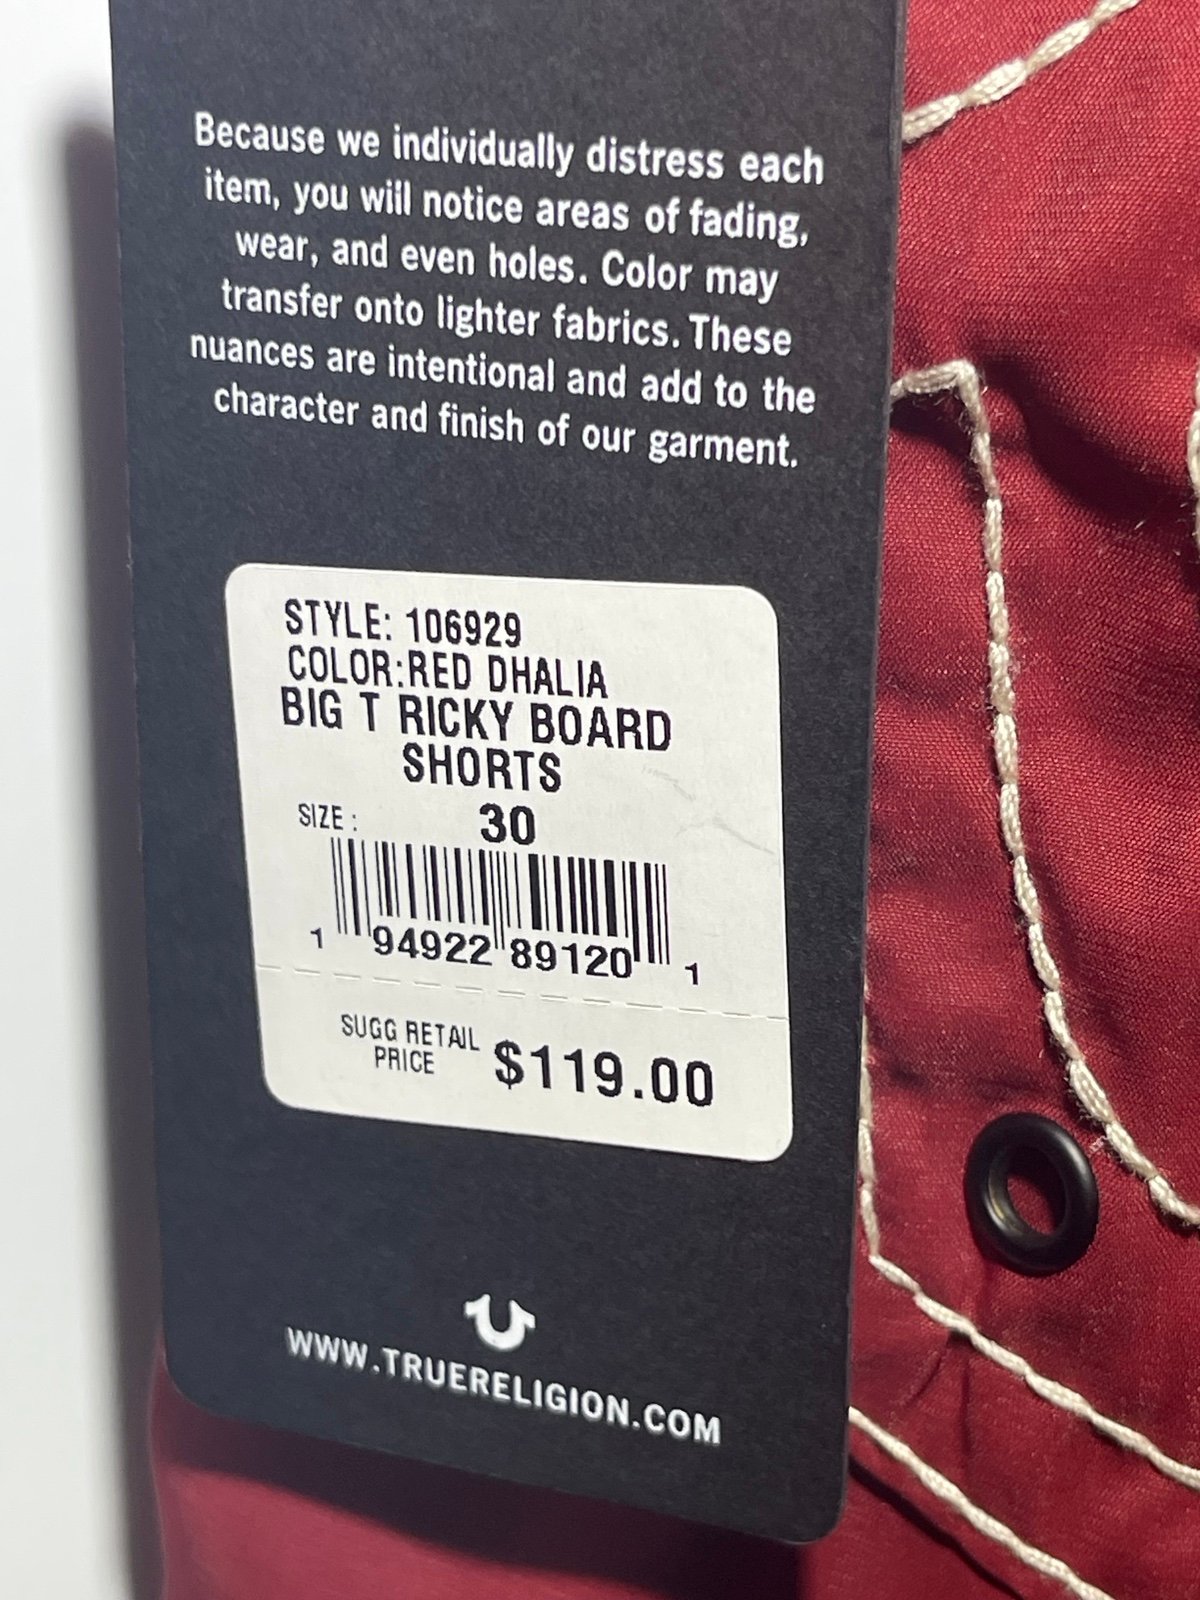 Because we individually distress each
item, you will notice areas of fading,
wear, and even holes. Color may
transfer onto lighter fabrics. These
nuances are intentional and add to the
character and finish of our garment.
STYLE: 106929
COLOR:RED DHALIA
BIG T RICKY BOARD
SHORTS
SIZE : 30
1 94922 89120 1
SUGG RETAIL
PRICE $119.00
WWW.TRUERELIGION.COM